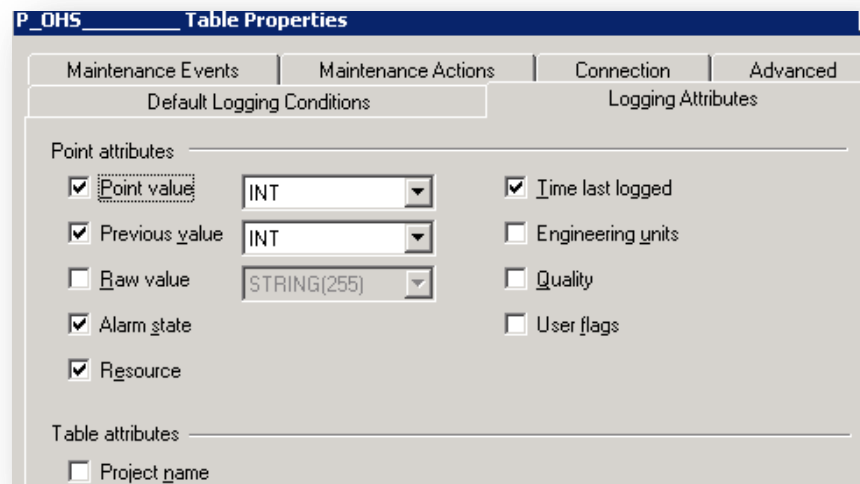 P_OHS_________ Table Properties
Maintenance Events Maintenance Actions Connection Advanced
Default Logging Conditions Logging Attributes
Point attributes
Point value INT Time last logged
Previous value INT Engineering units
Raw value STRING(255) Quality
Alarm state User flags
Resource
Table attributes
Project name